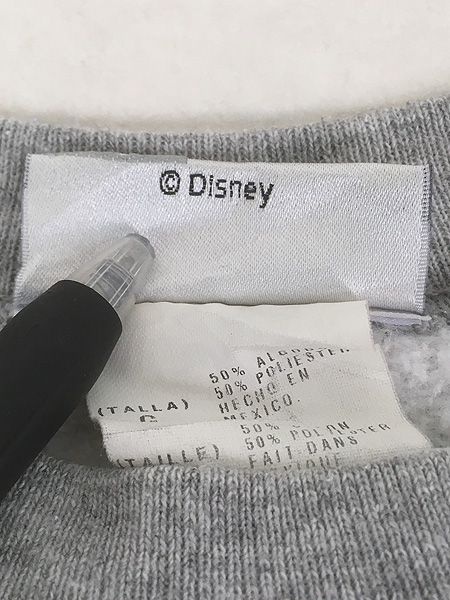 © Disney
50% ALGOD
50% POLIESTER
HECHO EN
MEXICO.
(TALLA)
50%
50% POLYESTER
(TAILLE)
FAIT DANS